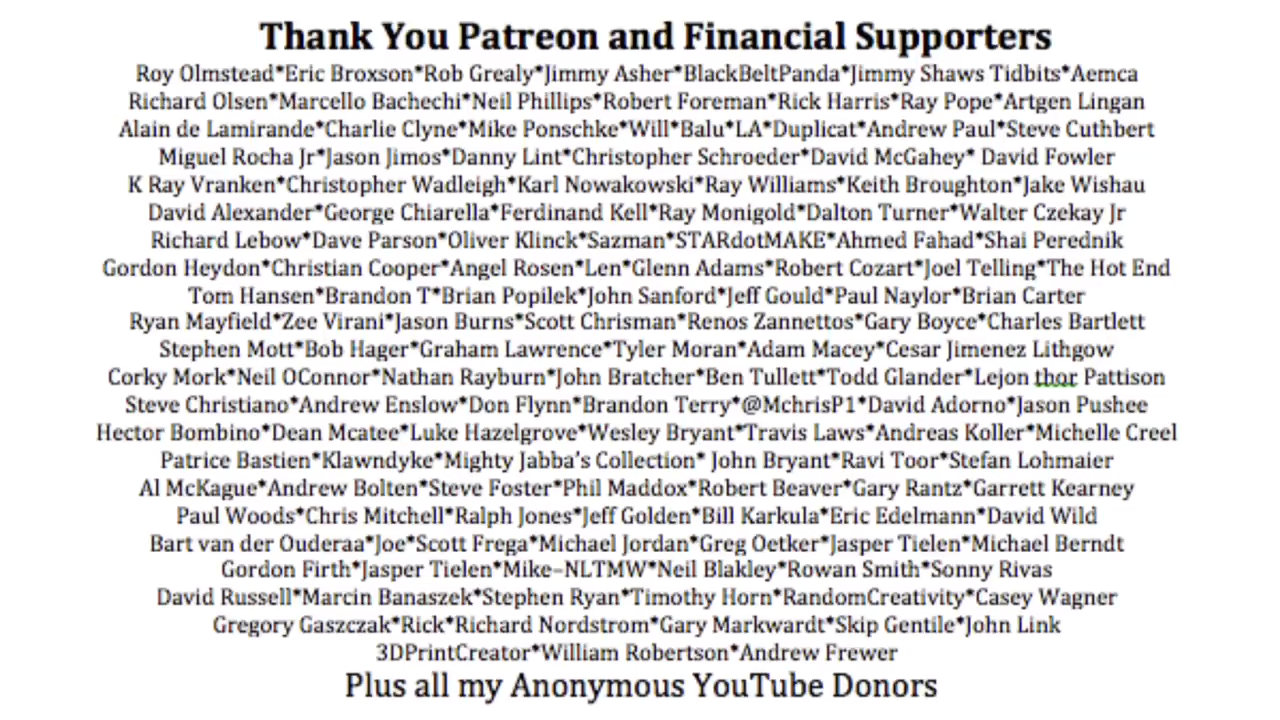 Thank You Patreon and Financial Supporters
Roy Olmstead*Eric Broxson*Rob Grealy*Jimmy Asher*BlackBeltPanda*Jimmy Shaws Tidbits*Aemca
Richard Olsen*Marcello Bachechi*Neil Phillips*Robert Foreman*Rick Harris*Ray Pope*Artgen Lingan
Alain de Lamirande*Charlie Clyne*Mike Ponschke*Will*Balu*LA*Duplicat*Andrew Paul*Steve Cuthbert
Miguel Rocha Jr*Jason Jimos*Danny Lint*Christopher Schroeder*David McGahey* David Fowler
K Ray Vranken*Christopher Wadleigh*Karl Nowakowski*Ray Williams*Keith Broughton*Jake Wishau
David Alexander*George Chiarella*Ferdinand Kell*Ray Monigold*Dalton Turner*Walter Czekay Jr
Richard Lebow*Dave Parson*Oliver Klinck*Sazman*STARdotMAKE*Ahmed Fahad*Shai Perednik
Gordon Heydon*Christian Cooper*Angel Rosen*Len*Glenn Adams*Robert Cozart*Joel Telling*The Hot End
Tom Hansen*Brandon T*Brian Popilek*John Sanford*Jeff Gould*Paul Naylor*Brian Carter
Ryan Mayfield*Zee Virani*Jason Burns*Scott Chrisman*Renos Zannettos*Gary Boyce*Charles Bartlett
Stephen Mott*Bob Hager*Graham Lawrence*Tyler Moran*Adam Macey*Cesar Jimenez Lithgow
Corky Mork*Neil OConnor*Nathan Rayburn*John Bratcher*Ben Tullett*Todd Glander*Lejon thor Pattison
Steve Christiano*Andrew Enslow*Don Flynn*Brandon Terry*@MchrisP1*David Adorno*Jason Pushee
Hector Bombino*Dean Mcatee*Luke Hazelgrove*Wesley Bryant*Travis Laws*Andreas Koller*Michelle Creel
Patrice Bastien*Klawndyke*Mighty Jabba's Collection* John Bryant*Ravi Toor*Stefan Lohmaier
Al McKague*Andrew Bolten*Steve Foster*Phil Maddox*Robert Beaver*Gary Rantz*Garrett Kearney
Paul Woods*Chris Mitchell*Ralph Jones*Jeff Golden*Bill Karkula*Eric Edelmann*David Wild
Bart van der Ouderaa*Joe*Scott Frega*Michael Jordan*Greg Oetker*Jasper Tielen*Michael Berndt
Gordon Firth*Jasper Tielen*Mike–NLTMW*Neil Blakley*Rowan Smith*Sonny Rivas
David Russell*Marcin Banaszek*Stephen Ryan*Timothy Horn*RandomCreativity*Casey Wagner
Gregory Gaszczak*Rick*Richard Nordstrom*Gary Markwardt*Skip Gentile*John Link
3DPrintCreator*William Robertson*Andrew Frewer
Plus all my Anonymous YouTube Donors